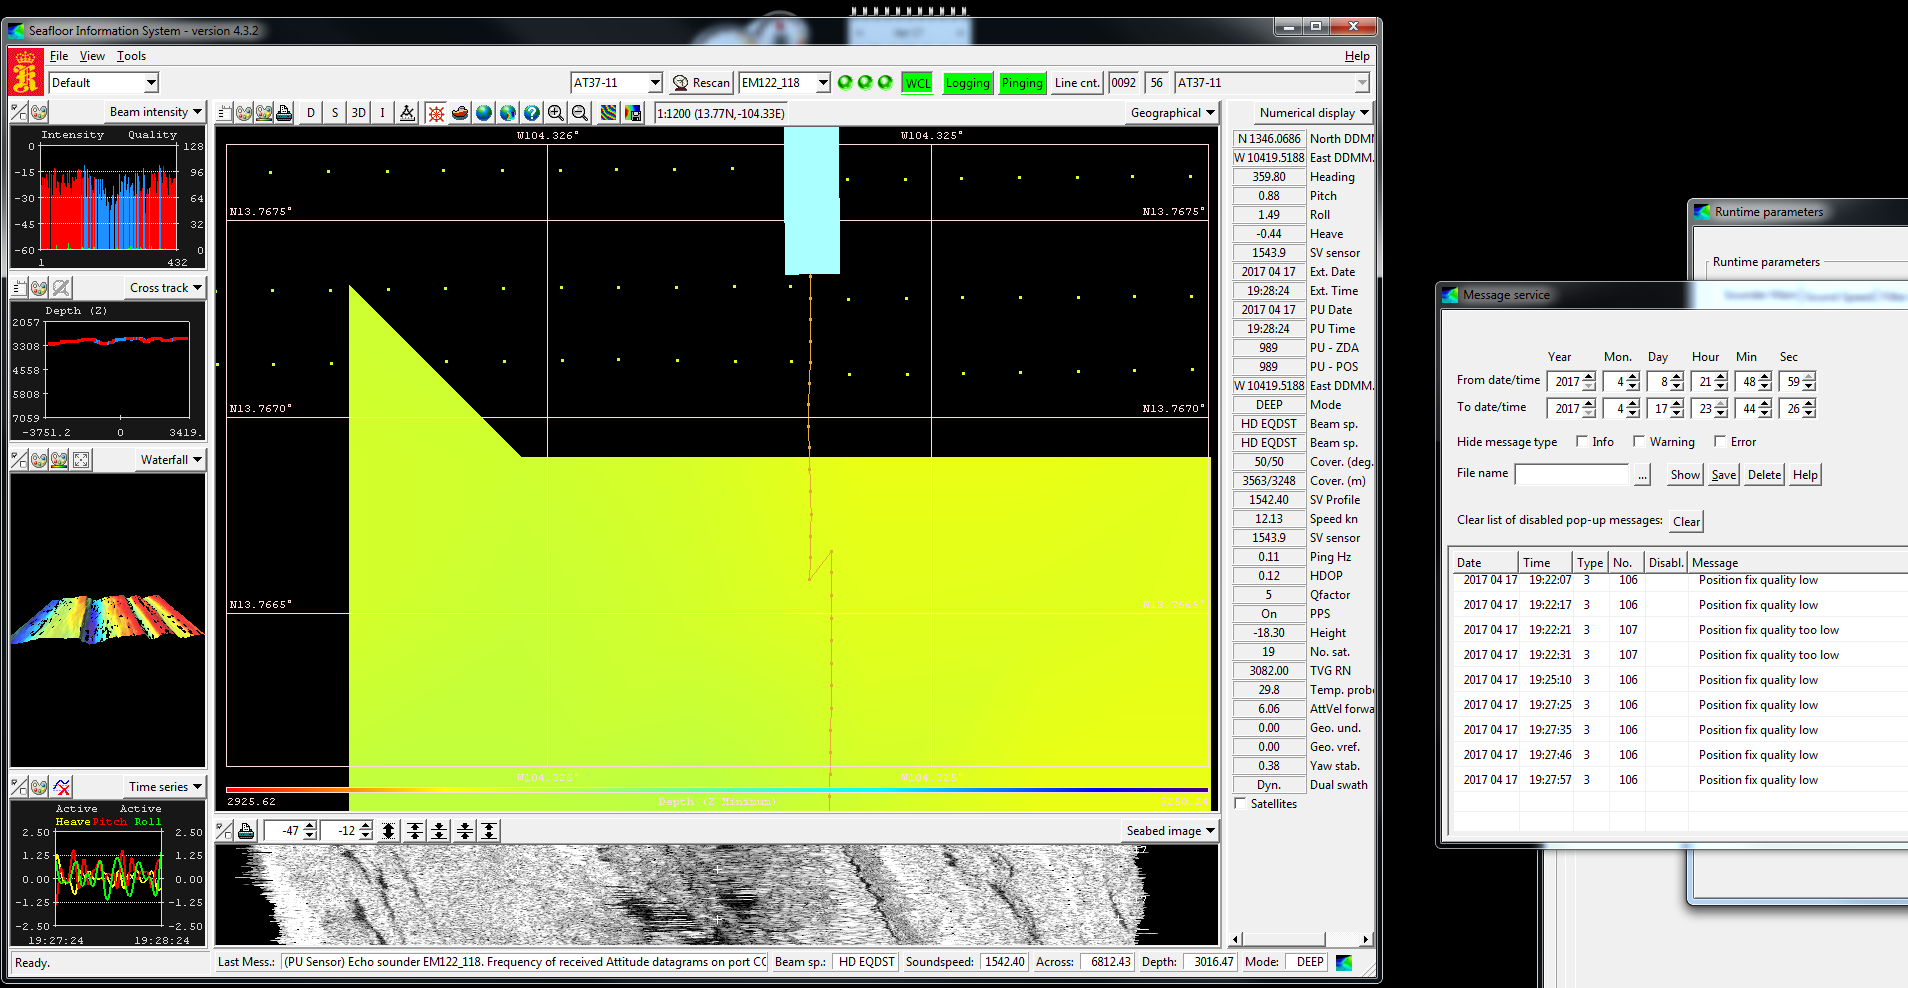 Seafloor Information System - version 4.3.2
File View Tools Help
Default AT37-11 Rescan EM122_118 WCL Logging Pinging Line cnt. 0092 56 AT37-11
Beam intensity
D S 3D I 1:1200 (13.77N,-104.33E) Geographical
Numerical display
Intensity Quality
0 128
-15 96
-30 64
-45 32
-60 0
1 432
Cross track
Depth (Z)
2057
3308
4558
5808
7059
-3751.2 0 3419.
Waterfall
Time series
Active Active
Heave Pitch Roll
2.50 2.50
1.25 1.25
0.00 0.00
-1.25 -1.25
-2.50 -2.50
19:27:24 19:28:24
Ready.
W104.326° W104.325°
N13.7675° N13.7675°
N13.7670° N13.7670°
N13.7665°
W104.326° W104.325°
2925.62 Depth (Z Minimum)
-47 -12 Seabed image
N 1346.0686 North DDMM
W 10419.5188 East DDMM.
359.80 Heading
0.88 Pitch
1.49 Roll
-0.44 Heave
1543.9 SV sensor
2017 04 17 Ext. Date
19:28:24 Ext. Time
2017 04 17 PU Date
19:28:24 PU Time
989 PU - ZDA
989 PU - POS
W 10419.5188 East DDMM.
DEEP Mode
HD EQDST Beam sp.
HD EQDST Beam sp.
50/50 Cover. (deg.
3563/3248 Cover. (m)
1542.40 SV Profile
12.13 Speed kn
1543.9 SV sensor
0.11 Ping Hz
0.12 HDOP
5 Qfactor
On PPS
-18.30 Height
19 No. sat.
3082.00 TVG RN
29.8 Temp. probe
6.06 AttVel forwa
0.00 Geo. und.
0.00 Geo. vref.
0.38 Yaw stab.
Dyn. Dual swath
Satellites
Last Mess.: (PU Sensor) Echo sounder EM122_118. Frequency of received Attitude datagrams on port CO Beam sp.: HD EQDST Soundspeed: 1542.40 Across: 6812.43 Depth: 3016.47 Mode: DEEP
Runtime parameters
Runtime parameters
Message service
Year Mon. Day Hour Min Sec
From date/time 2017 4 8 21 48 59
To date/time 2017 4 17 23 44 26
Hide message type Info Warning Error
File name ... Show Save Delete Help
Clear list of disabled pop-up messages: Clear
Date Time Type No. Disabl. Message
2017 04 17 19:22:07 3 106 Position fix quality low
2017 04 17 19:22:17 3 106 Position fix quality low
2017 04 17 19:22:21 3 107 Position fix quality too low
2017 04 17 19:22:31 3 107 Position fix quality too low
2017 04 17 19:25:10 3 106 Position fix quality low
2017 04 17 19:27:25 3 106 Position fix quality low
2017 04 17 19:27:35 3 106 Position fix quality low
2017 04 17 19:27:46 3 106 Position fix quality low
2017 04 17 19:27:57 3 106 Position fix quality low